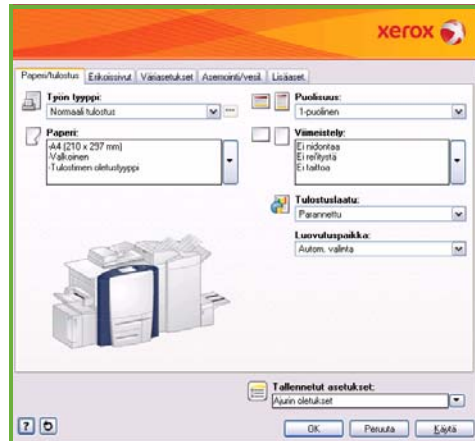 xerox
Paperi/tulostus Erikoissivut Väriasetukset Asemointi/vesil. Lisäaset.
Työn tyyppi:
Normaali tulostus
Paperi:
-A4 (210 x 297 mm)
-Valkoinen
-Tulostimen oletustyyppi
Puolisuus:
1-puolinen
Viimeistely:
Ei nidontaa
Ei rei'itystä
Ei taittoa
Tulostuslaatu:
Parannettu
Luovutuspaikka:
Autom. valinta
Tallennetut asetukset:
Ajurin oletukset
? OK Peruuta Käytä